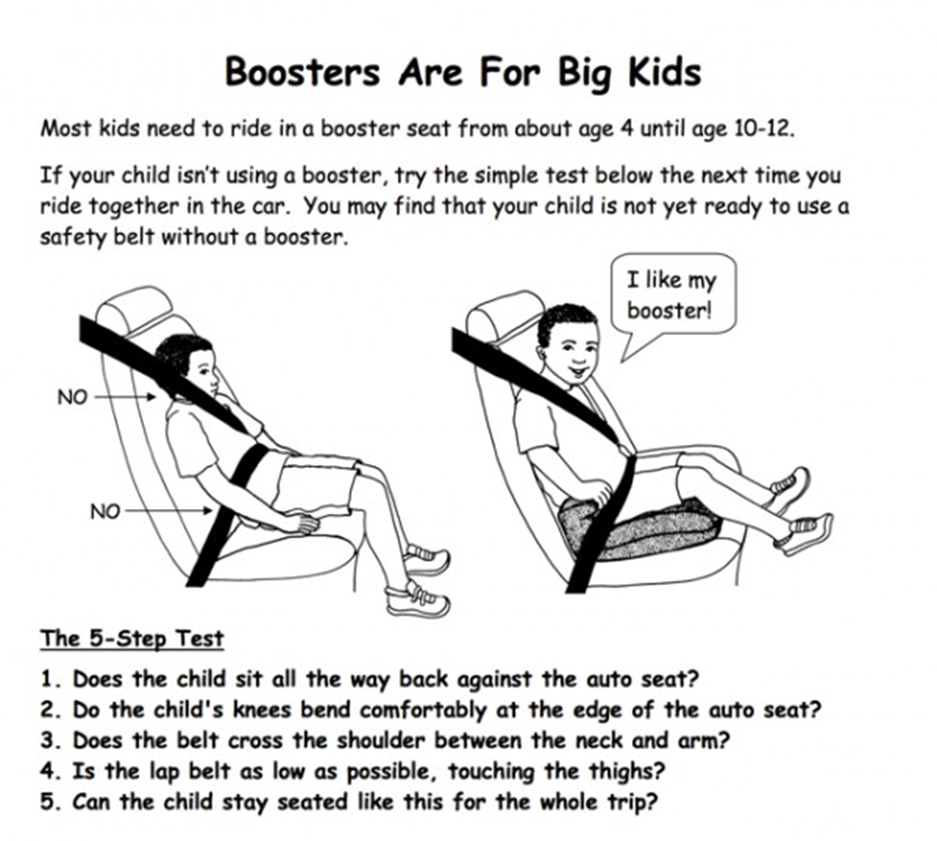 Boosters Are For Big Kids
Most kids need to ride in a booster seat from about age 4 until age 10-12.
If your child isn't using a booster, try the simple test below the next time you
ride together in the car. You may find that your child is not yet ready to use a
safety belt without a booster.
I like my
booster!
NO
NO
The 5-Step Test
1. Does the child sit all the way back against the auto seat?
2. Do the child's knees bend comfortably at the edge of the auto seat?
3. Does the belt cross the shoulder between the neck and arm?
4. Is the lap belt as low as possible, touching the thighs?
5. Can the child stay seated like this for the whole trip?